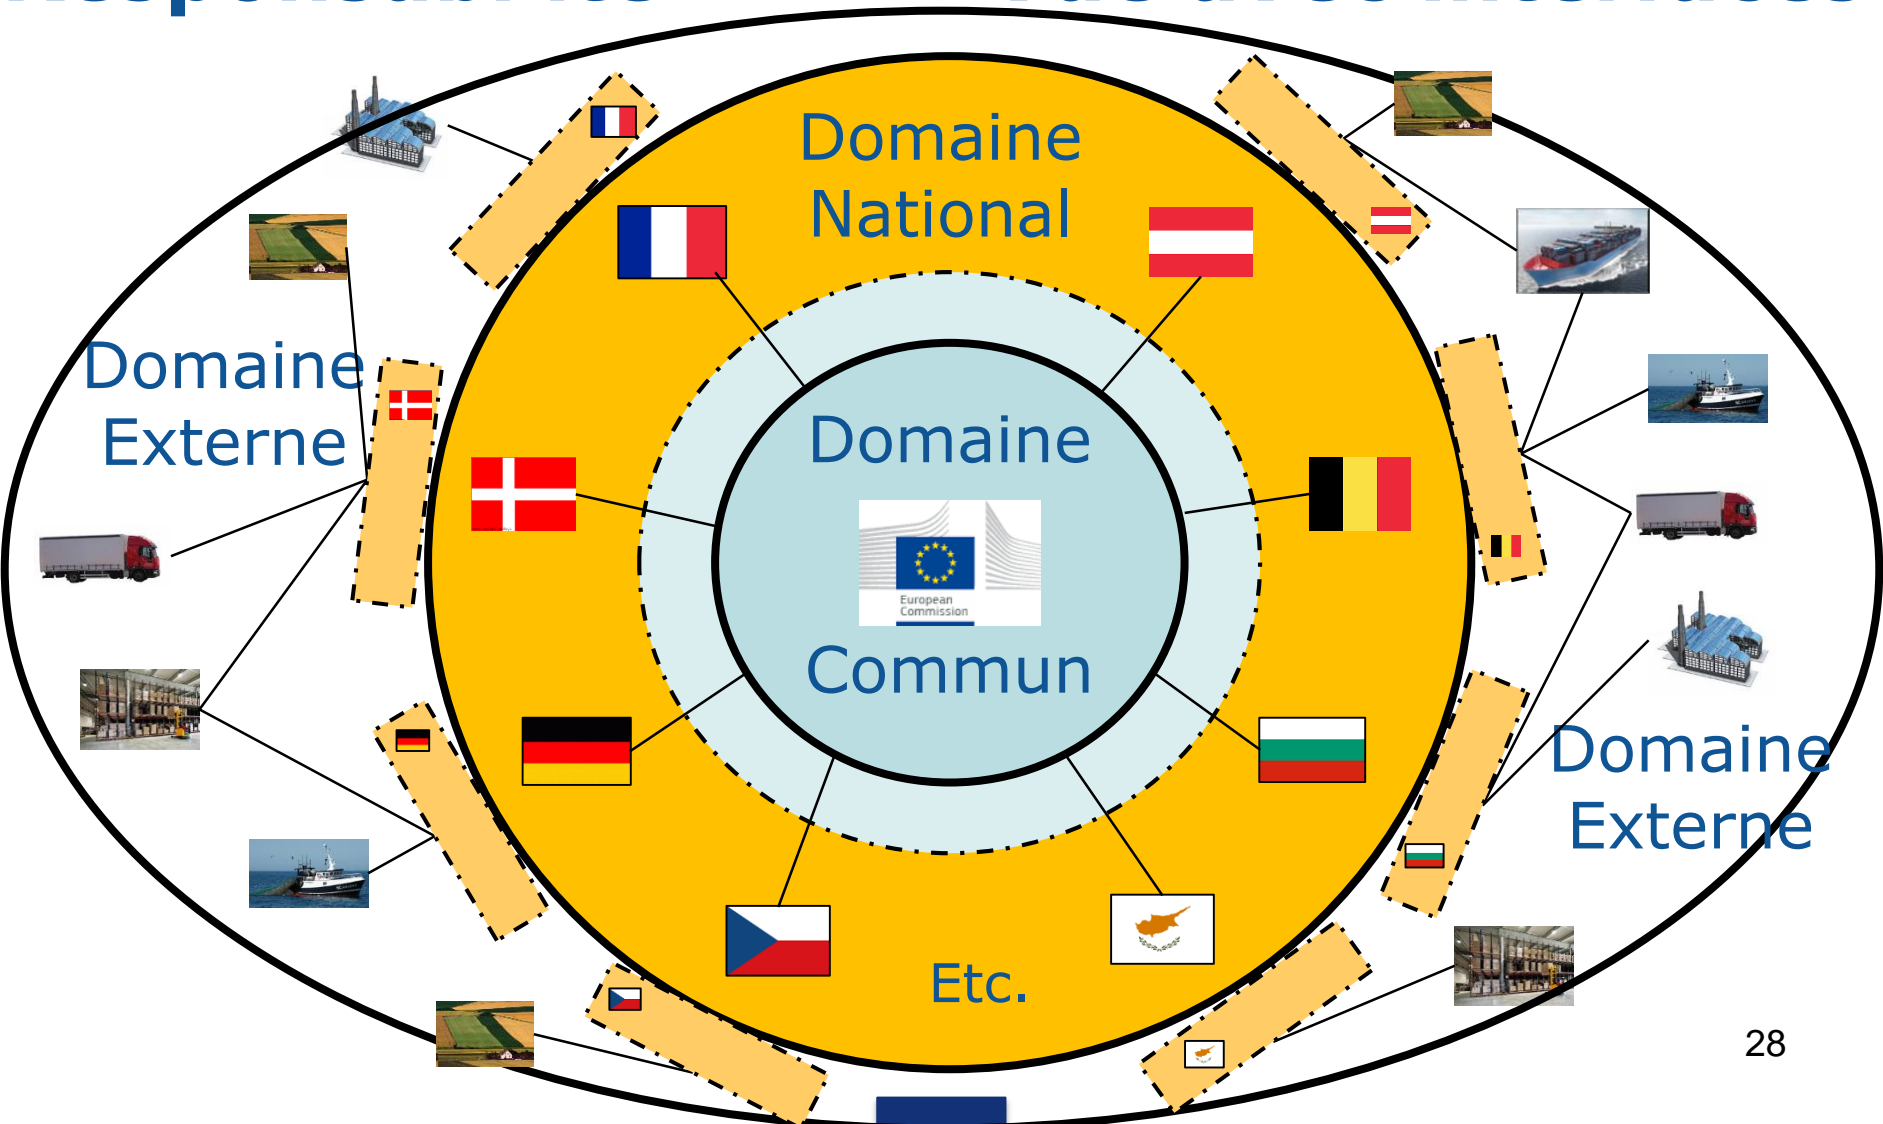 Domaine
National
Domaine
Externe
Domaine
European
Commission
Commun
Domaine
Externe
Etc.
28